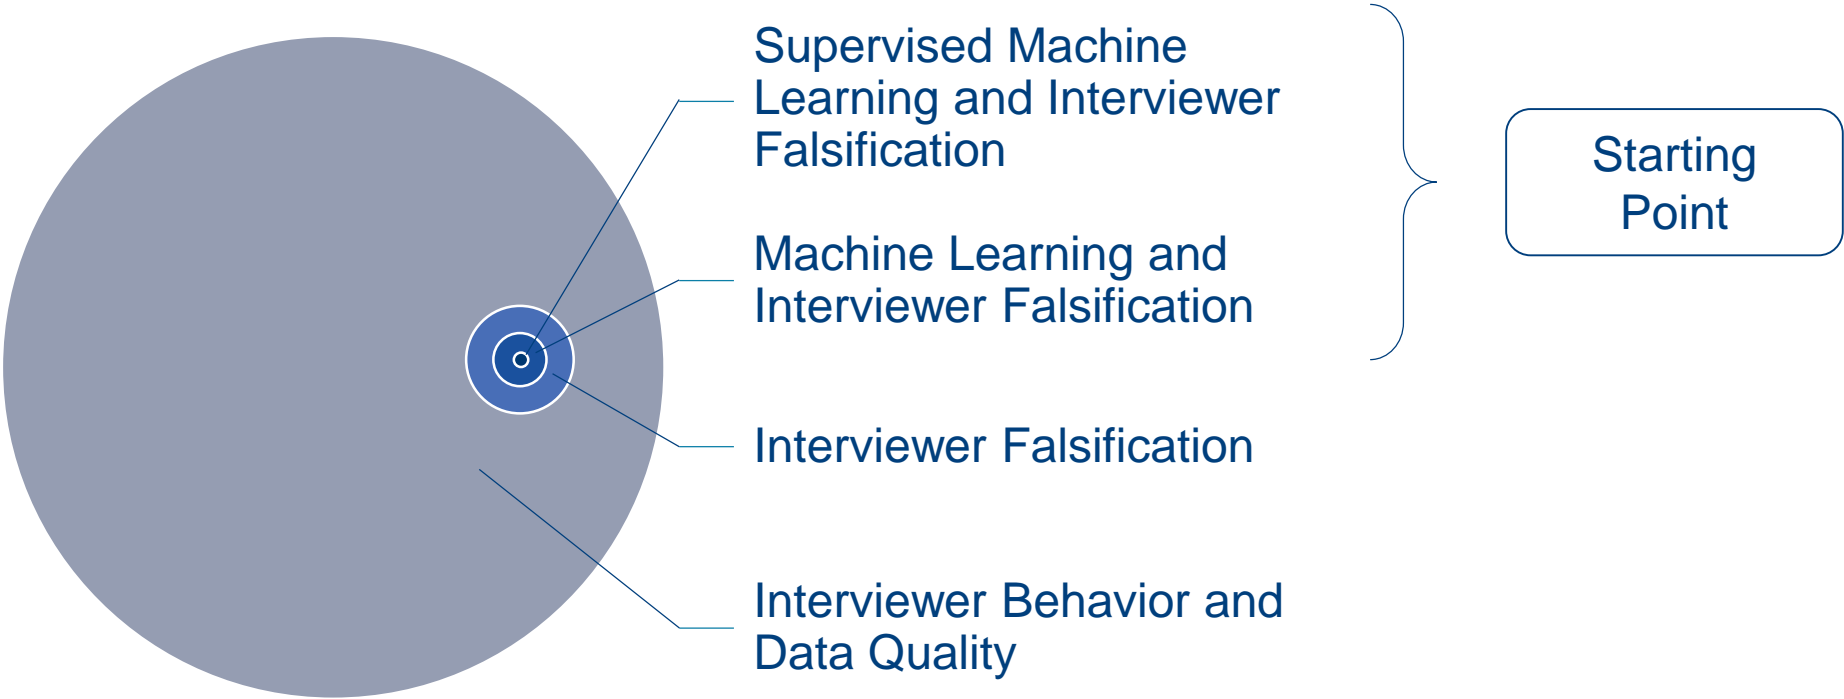 Supervised Machine
Learning and Interviewer
Falsification
Starting
Point
Machine Learning and
Interviewer Falsification
Interviewer Falsification
Interviewer Behavior and
Data Quality